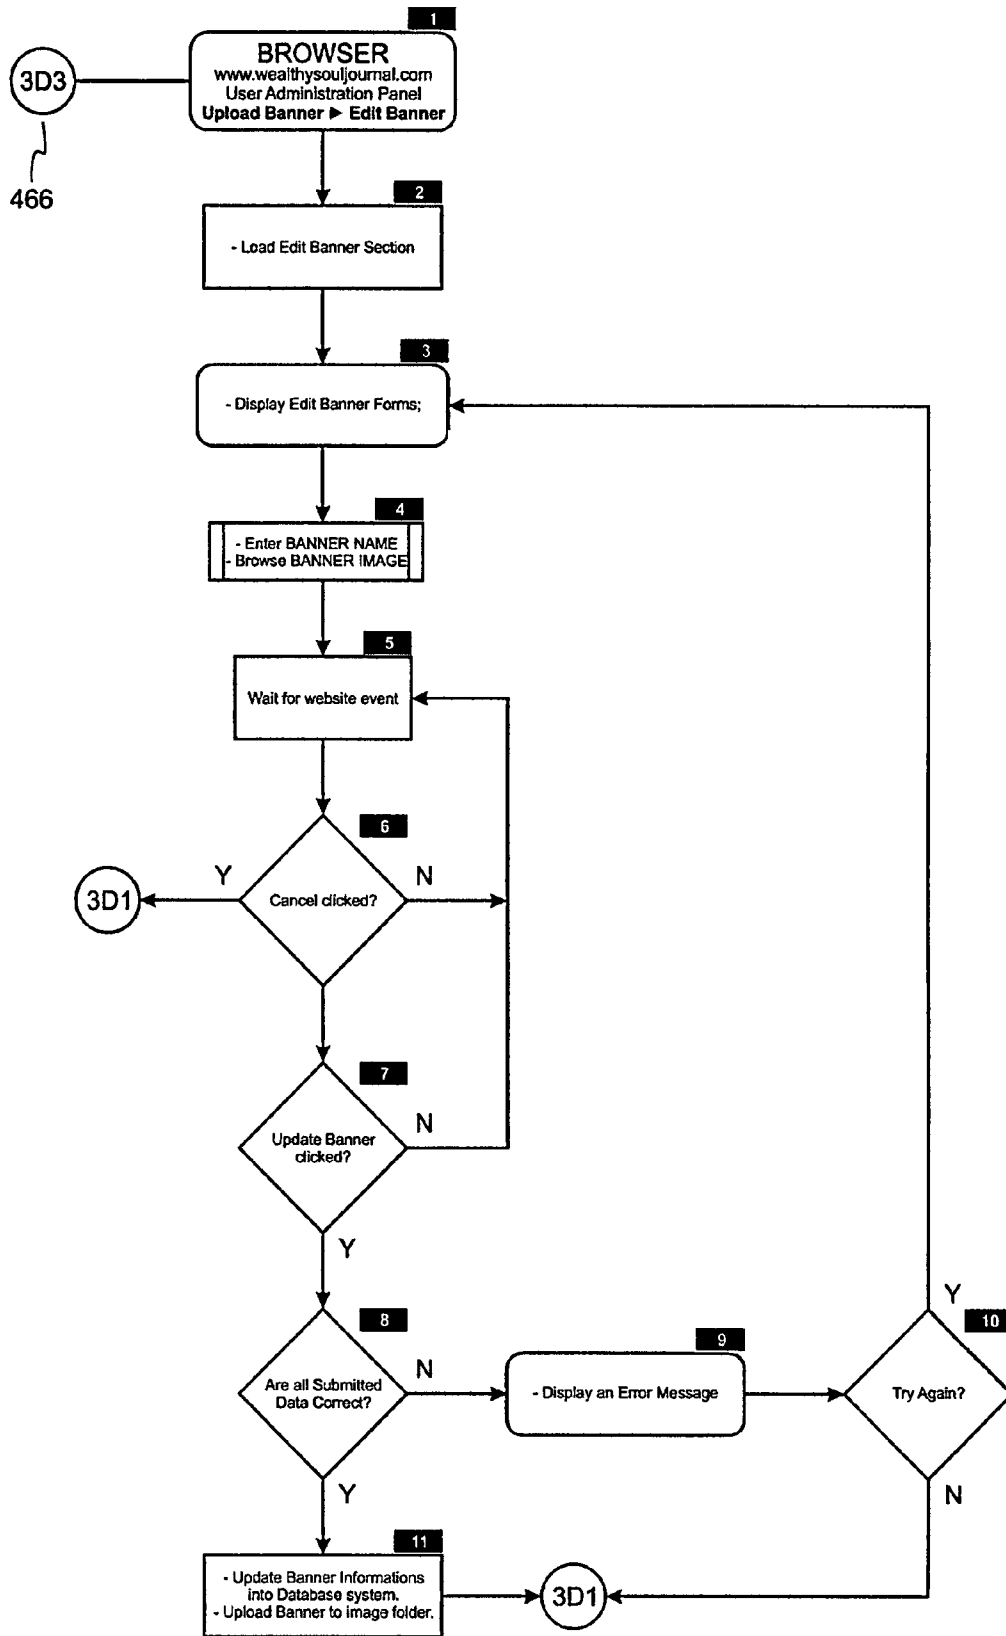 1
BROWSER
www.wealthysouljournal.com
User Administration Panel
Upload Banner ► Edit Banner
3D3
466
2
- Load Edit Banner Section
3
- Display Edit Banner Forms;
4
- Enter BANNER NAME
- Browse BANNER IMAGE
5
Wait for website event
6
Y
N
Cancel clicked?
3D1
7
N
Update Banner
clicked?
Y
8
N
Are all Submitted
Data Correct?
Y
9
- Display an Error Message
Y
10
Try Again?
N
11
- Update Banner Informations
into Database system.
- Upload Banner to image folder.
3D1